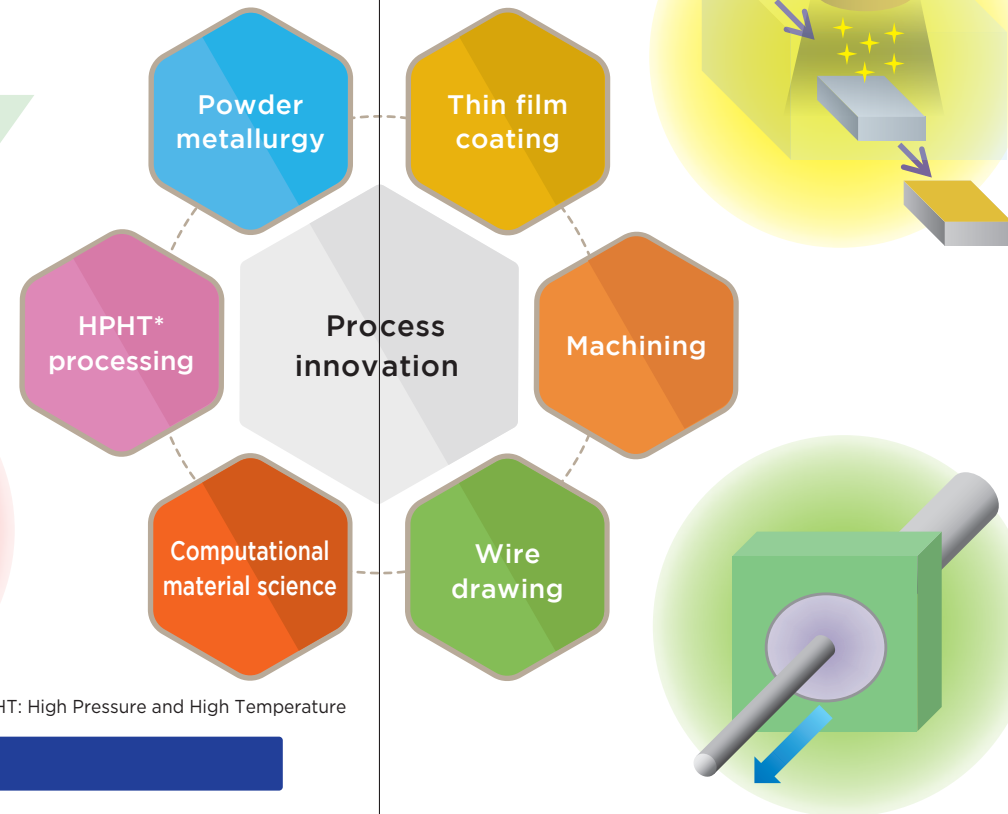 Powder
metallurgy
Thin film
coating
HPHT*
processing
Process
innovation
Machining
Computational
material science
Wire
drawing
HT: High Pressure and High Temperature